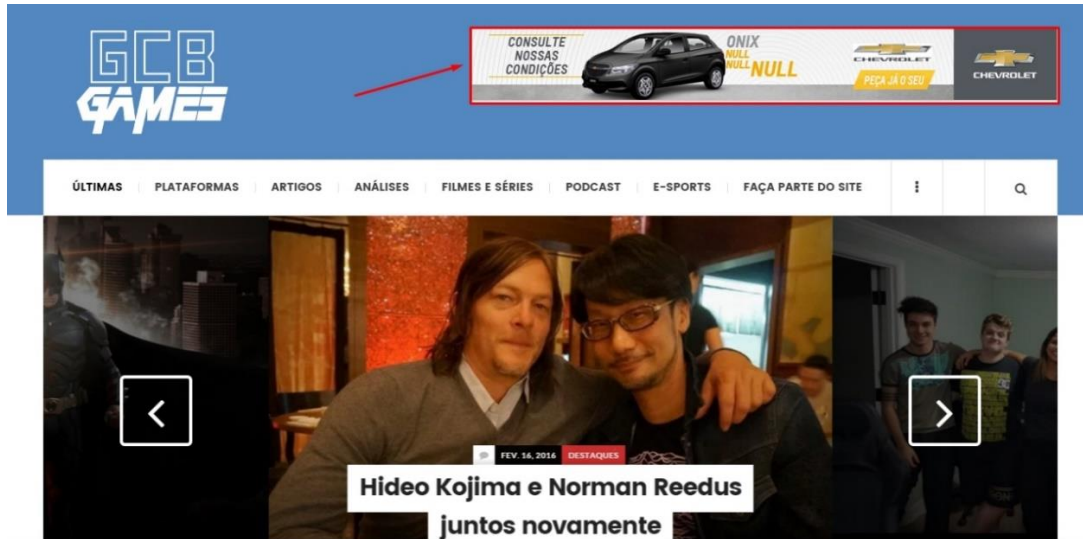 GCB
GAMES
CONSULTE
NOSSAS
CONDIÇÕES
ONIX
NULL
NULL NULL
CHEVROLET
PEÇA JÁ O SEU
CHEVROLET
ÚLTIMAS PLATAFORMAS ARTIGOS ANÁLISES FILMES E SÉRIES PODCAST E-SPORTS FAÇA PARTE DO SITE
FEV. 16, 2016 DESTAQUES
Hideo Kojima e Norman Reedus
juntos novamente